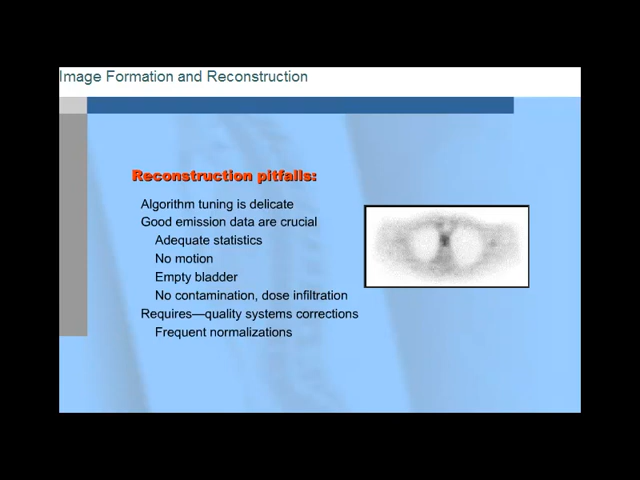 Image Formation and Reconstruction
Reconstruction pitfalls:
Algorithm tuning is delicate
Good emission data are crucial
Adequate statistics
No motion
Empty bladder
No contamination, dose infiltration
Requires—quality systems corrections
Frequent normalizations